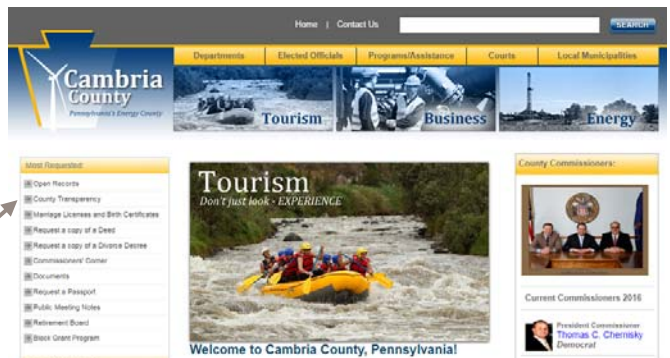 Home | Contact Us
SEARCH
Cambria
County
Pennsylvania's Energy County
Departments
Elected Officials
Programs/Assistance
Courts
Local Municipalities
Tourism
Business
Energy
Most Requested:
Open Records
County Transparency
Marriage Licenses and Birth Certificates
Request a copy of a Deed
Request a copy of a Divorce Decree
Commissioners' Corner
Documents
Request a Passport
Public Meeting Notes
Retirement Board
Block Grant Program
Tourism
Don't just look - EXPERIENCE
Welcome to Cambria County, Pennsylvania!
County Commissioners:
Current Commissioners 2016
President Commissioner
Thomas C. Chernisky
Democrat